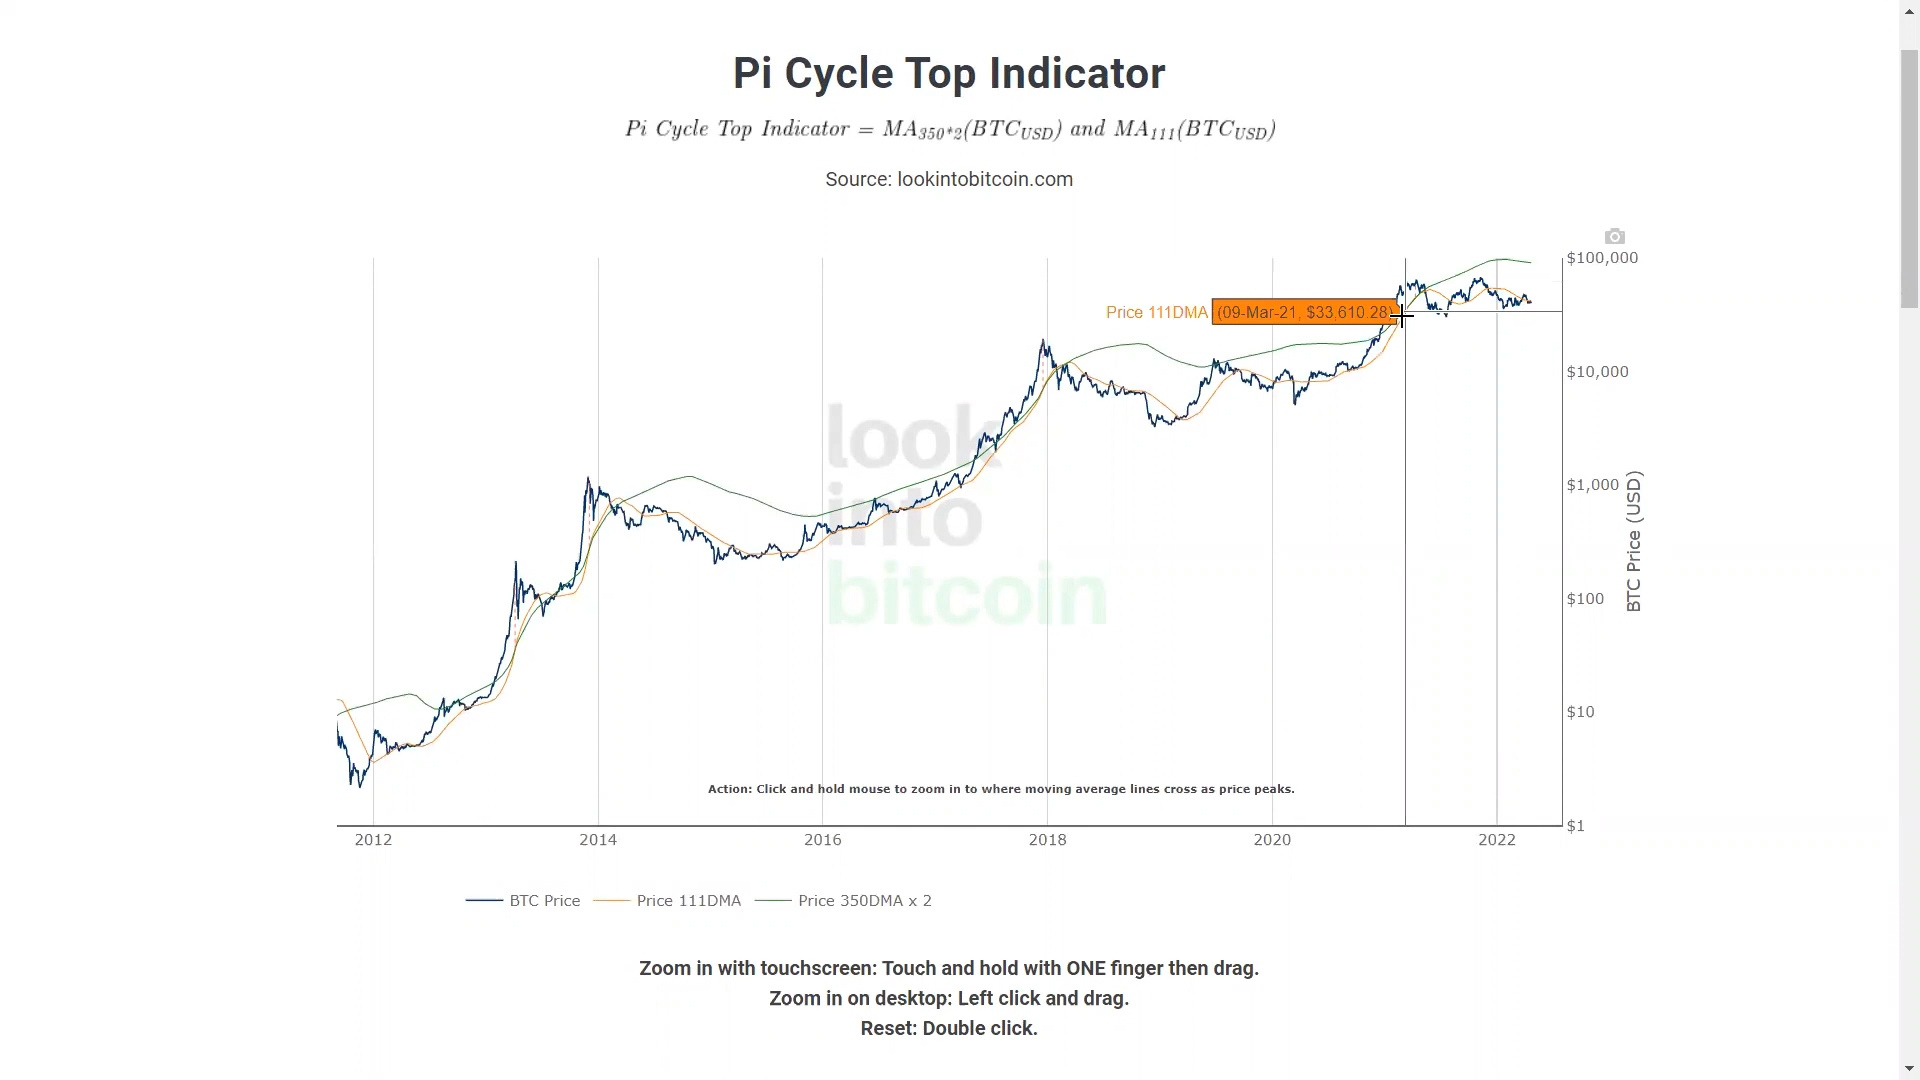 Pi Cycle Top Indicator
Pi Cycle Top Indicator = MA350*2(BTCUSD) and MA111(BTCUSD)
Source: lookintobitcoin.com
$100,000
Price 111DMA (09-Mar-21, $33,610.28)
$10,000
look
$1,000
into
$100
bitcoin
BTC Price (USD)
$10
Action: Click and hold mouse to zoom in to where moving average lines cross as price peaks.
$1
2012 2014 2016 2018 2020 2022
BTC Price Price 111DMA Price 350DMA x 2
Zoom in with touchscreen: Touch and hold with ONE finger then drag.
Zoom in on desktop: Left click and drag.
Reset: Double click.